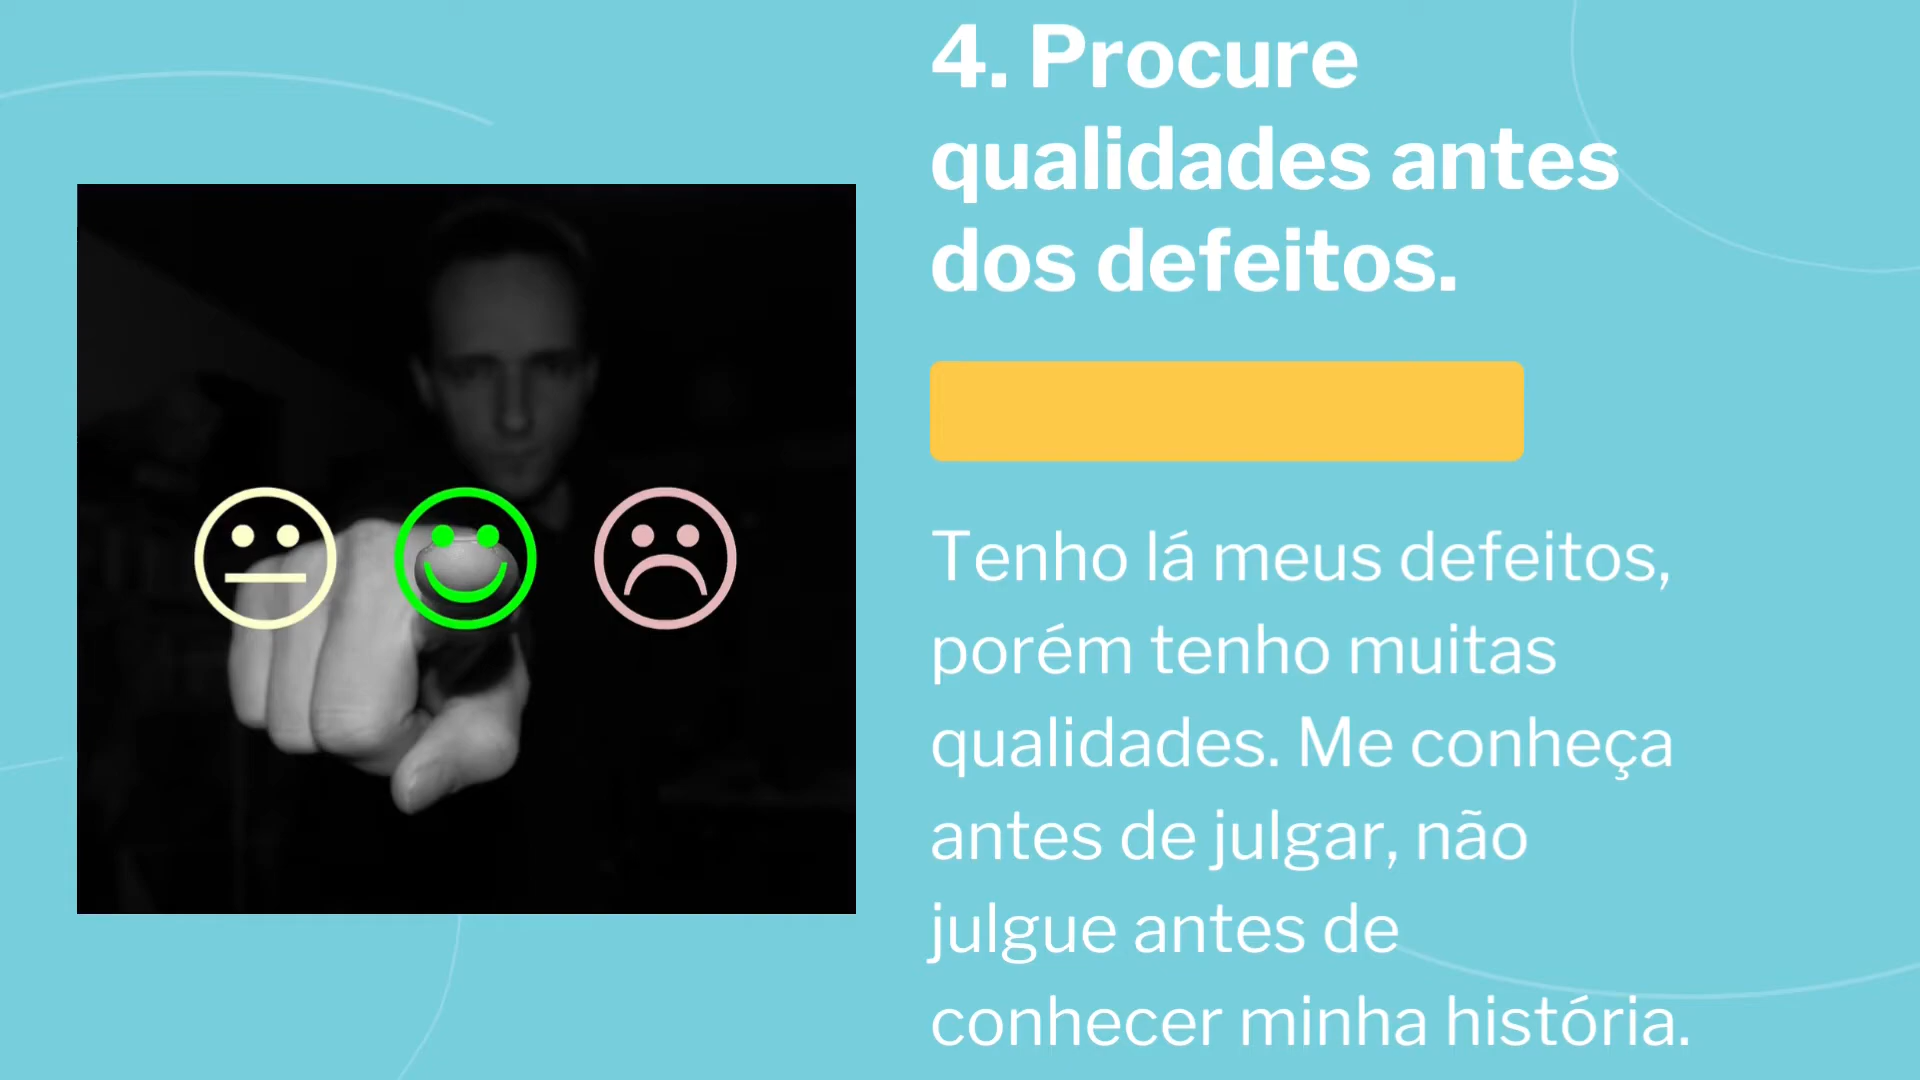 4. Procure
qualidades antes
dos defeitos.
Tenho lá meus defeitos,
porém tenho muitas
qualidades. Me conheça
antes de julgar, não
julgue antes de
conhecer minha história.